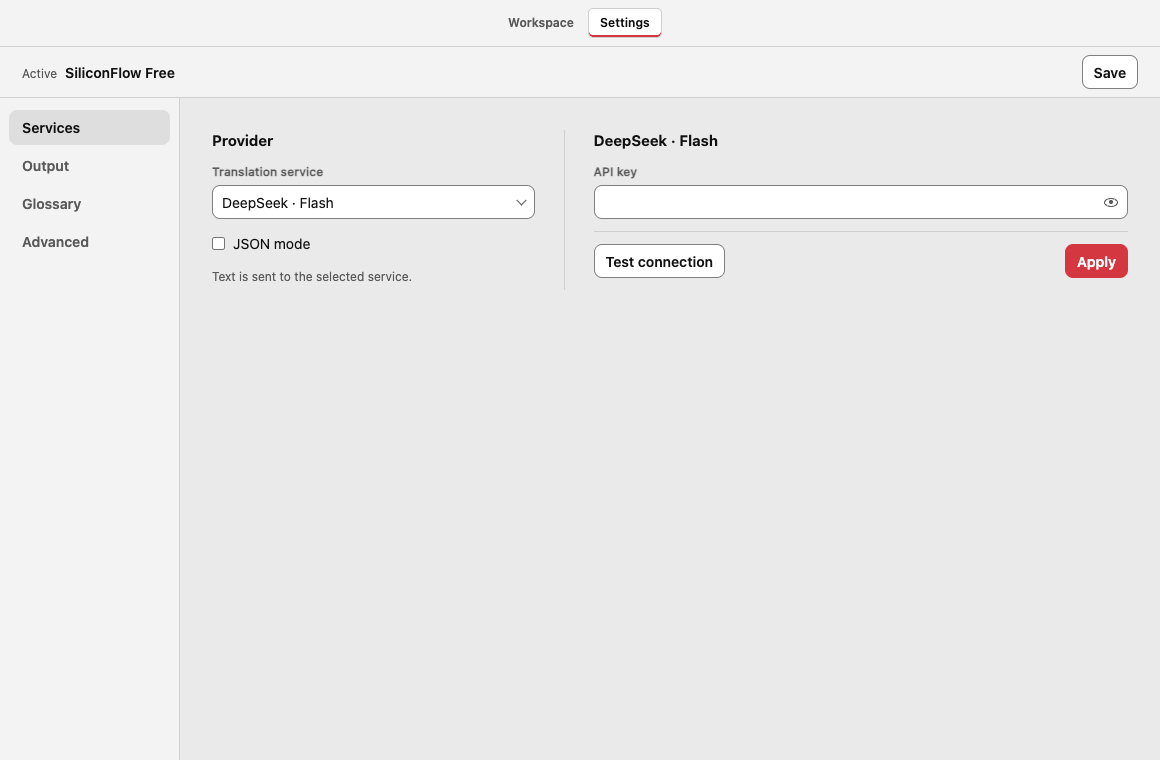 Workspace
Settings
Active SiliconFlow Free
Save
Services
Output
Glossary
Advanced
Provider
Translation service
DeepSeek · Flash
JSON mode
Text is sent to the selected service.
DeepSeek · Flash
API key
Test connection
Apply